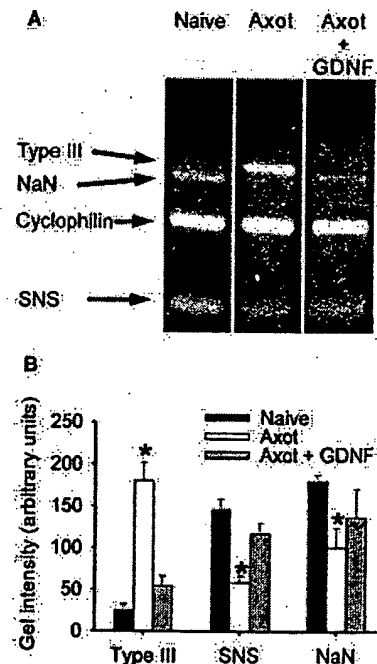 A
Naive Axot Axot
+
GDNF
Type III
NaN
Cyclophilin
SNS
B
Gel intensity (arbitrary units)
250
200
150
100
50
0
Naive
Axot
Axot + GDNF
*
*
*
Type III SNS NaN